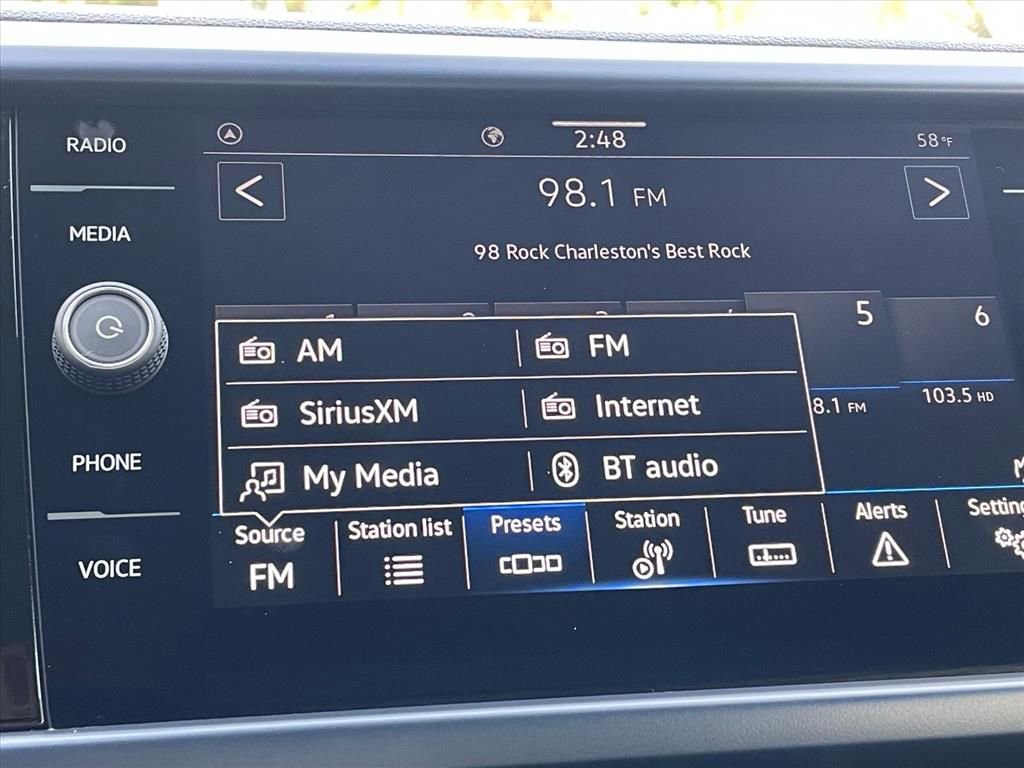 RADIO
MEDIA
PHONE
VOICE
2:48
58°F
98.1 FM
98 Rock Charleston's Best Rock
5
6
8.1 FM
103.5 HD
AM
FM
SiriusXM
Internet
My Media
BT audio
Source
FM
Station list
Presets
Station
Tune
Alerts
Setting